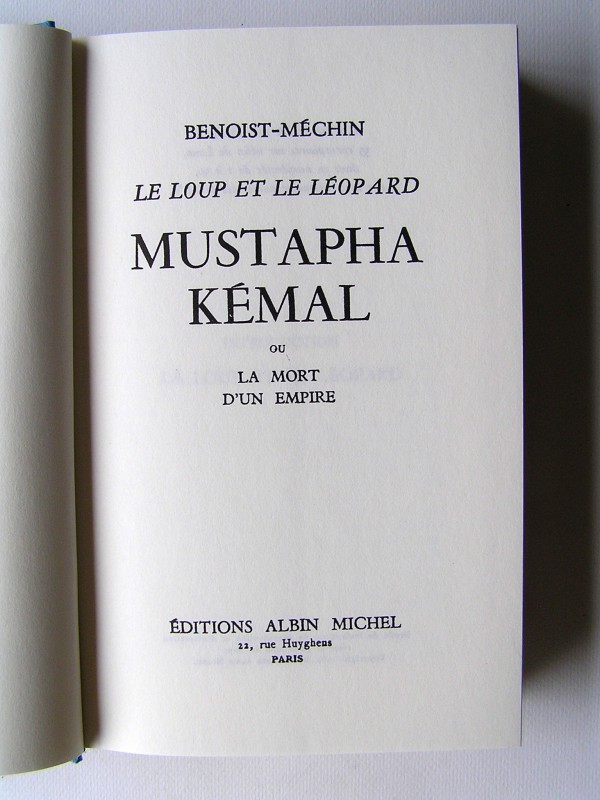 BENOIST-MÉCHIN
LE LOUP ET LE LÉOPARD
MUSTAPHA
KÉMAL
OU
LA MORT
D'UN EMPIRE
ÉDITIONS ALBIN MICHEL
22, rue Huyghens
PARIS